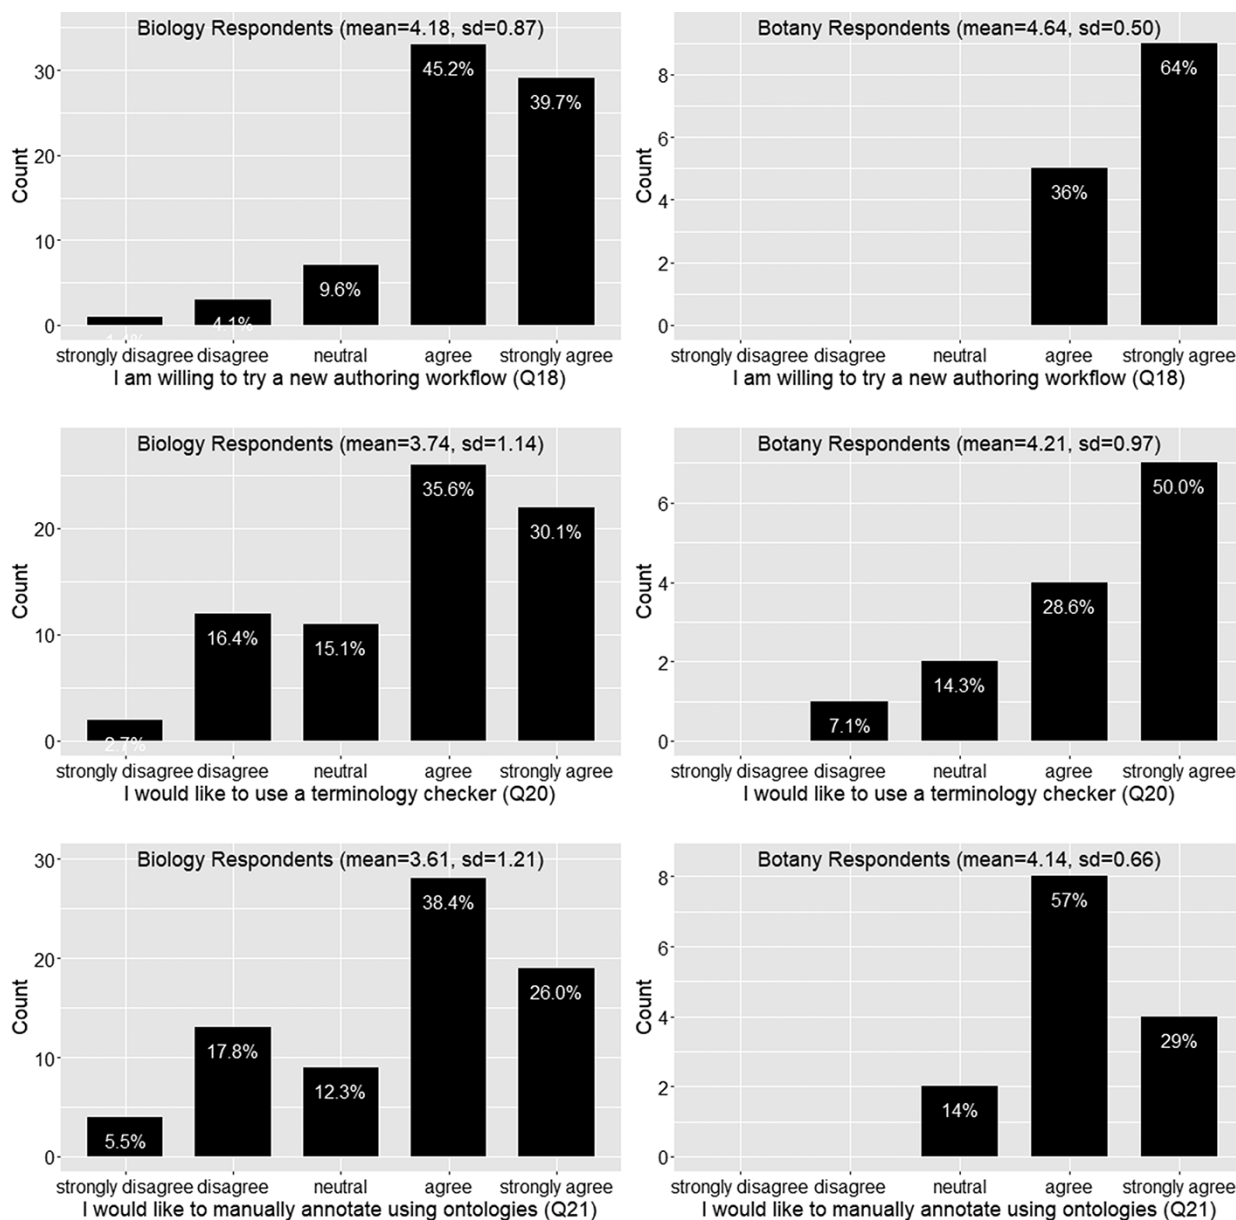 Biology Respondents (mean=4.18, sd=0.87)
30
20
10
0
Count
4.1%
9.6%
45.2%
39.7%
strongly disagree disagree neutral agree strongly agree
I am willing to try a new authoring workflow (Q18)
Botany Respondents (mean=4.64, sd=0.50)
8
6
4
2
0
Count
36%
64%
strongly disagree disagree neutral agree strongly agree
I am willing to try a new authoring workflow (Q18)
Biology Respondents (mean=3.74, sd=1.14)
20
10
0
Count
2.7%
16.4%
15.1%
35.6%
30.1%
strongly disagree disagree neutral agree strongly agree
I would like to use a terminology checker (Q20)
Botany Respondents (mean=4.21, sd=0.97)
6
4
2
0
Count
7.1%
14.3%
28.6%
50.0%
strongly disagree disagree neutral agree strongly agree
I would like to use a terminology checker (Q20)
Biology Respondents (mean=3.61, sd=1.21)
30
20
10
0
Count
5.5%
17.8%
12.3%
38.4%
26.0%
strongly disagree disagree neutral agree strongly agree
I would like to manually annotate using ontologies (Q21)
Botany Respondents (mean=4.14, sd=0.66)
8
6
4
2
0
Count
14%
57%
29%
strongly disagree disagree neutral agree strongly agree
I would like to manually annotate using ontologies (Q21)